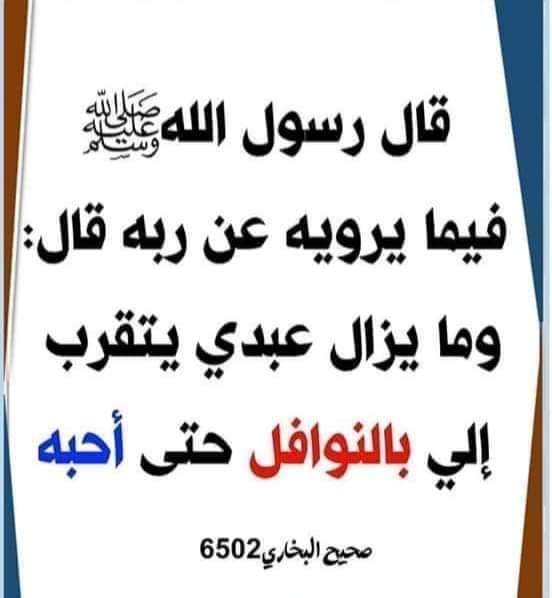 قال رسول الله ﷺ
فيما يرويه عن ربه قال:
وما يزال عبدي يتقرب
إلي بالنوافل حتى أحبه
صحيح البخاري6502